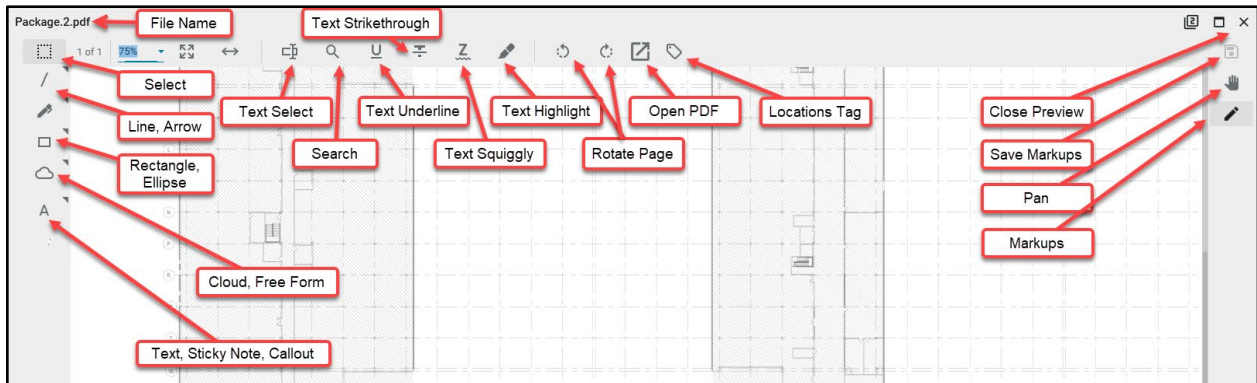 Package.2.pdf
File Name
Text Strikethrough
2
1 of 1
75%
U
Z
Select
Text Select
Text Underline
Text Highlight
Open PDF
Locations Tag
Close Preview
Line, Arrow
Search
Text Squiggly
Rotate Page
Save Markups
Rectangle,
Ellipse
Pan
A
Markups
Cloud, Free Form
Text, Sticky Note, Callout